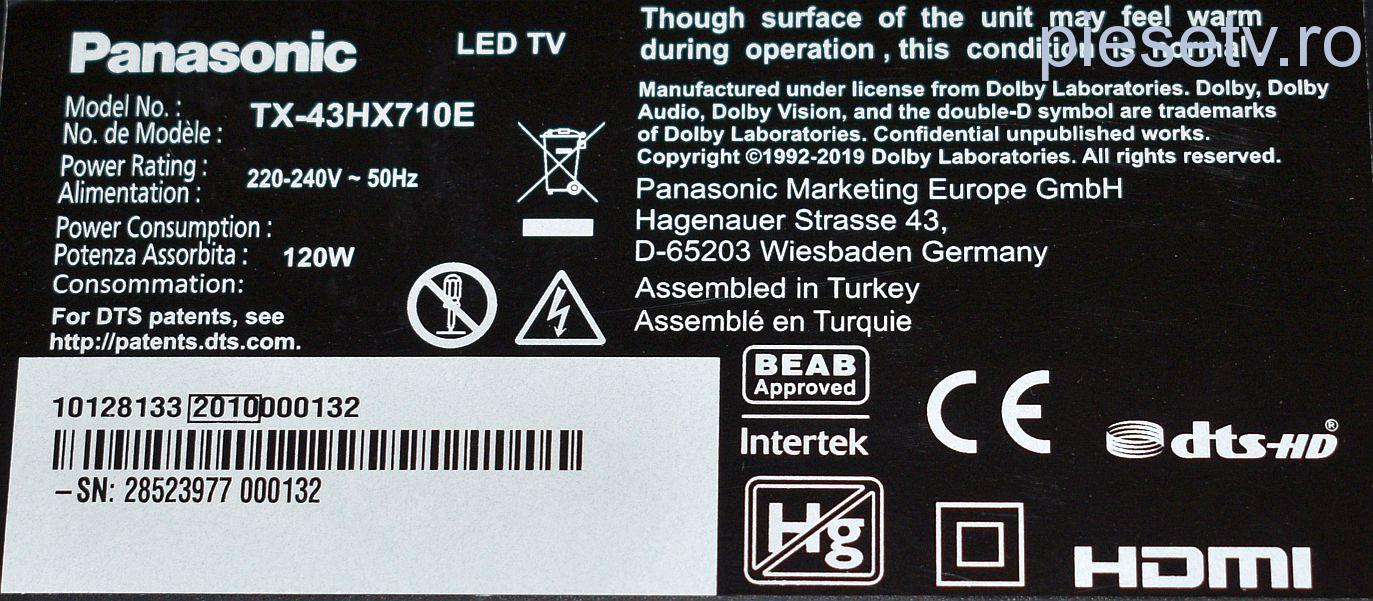 Panasonic
LED TV
Model No. :
No. de Modèle :
TX-43HX710E
Power Rating :
Alimentation :
220-240V ~ 50Hz
Power Consumption :
Potenza Assorbita :
Consommation:
120W
For DTS patents, see
http://patents.dts.com.
10128133 2010000132
-SN: 28523977 000132
Though surface of the unit may feel warm
during operation , this condition is normal
piesetv.ro
Manufactured under license from Dolby Laboratories. Dolby, Dolby
Audio, Dolby Vision, and the double-D symbol are trademarks
of Dolby Laboratories. Confidential unpublished works.
Copyright ©1992-2019 Dolby Laboratories. All rights reserved.
Panasonic Marketing Europe GmbH
Hagenauer Strasse 43,
D-65203 Wiesbaden Germany
Assembled in Turkey
Assemblé en Turquie
BEAB
Approved
Intertek
CE
dts-HD®
Hg
HDMI